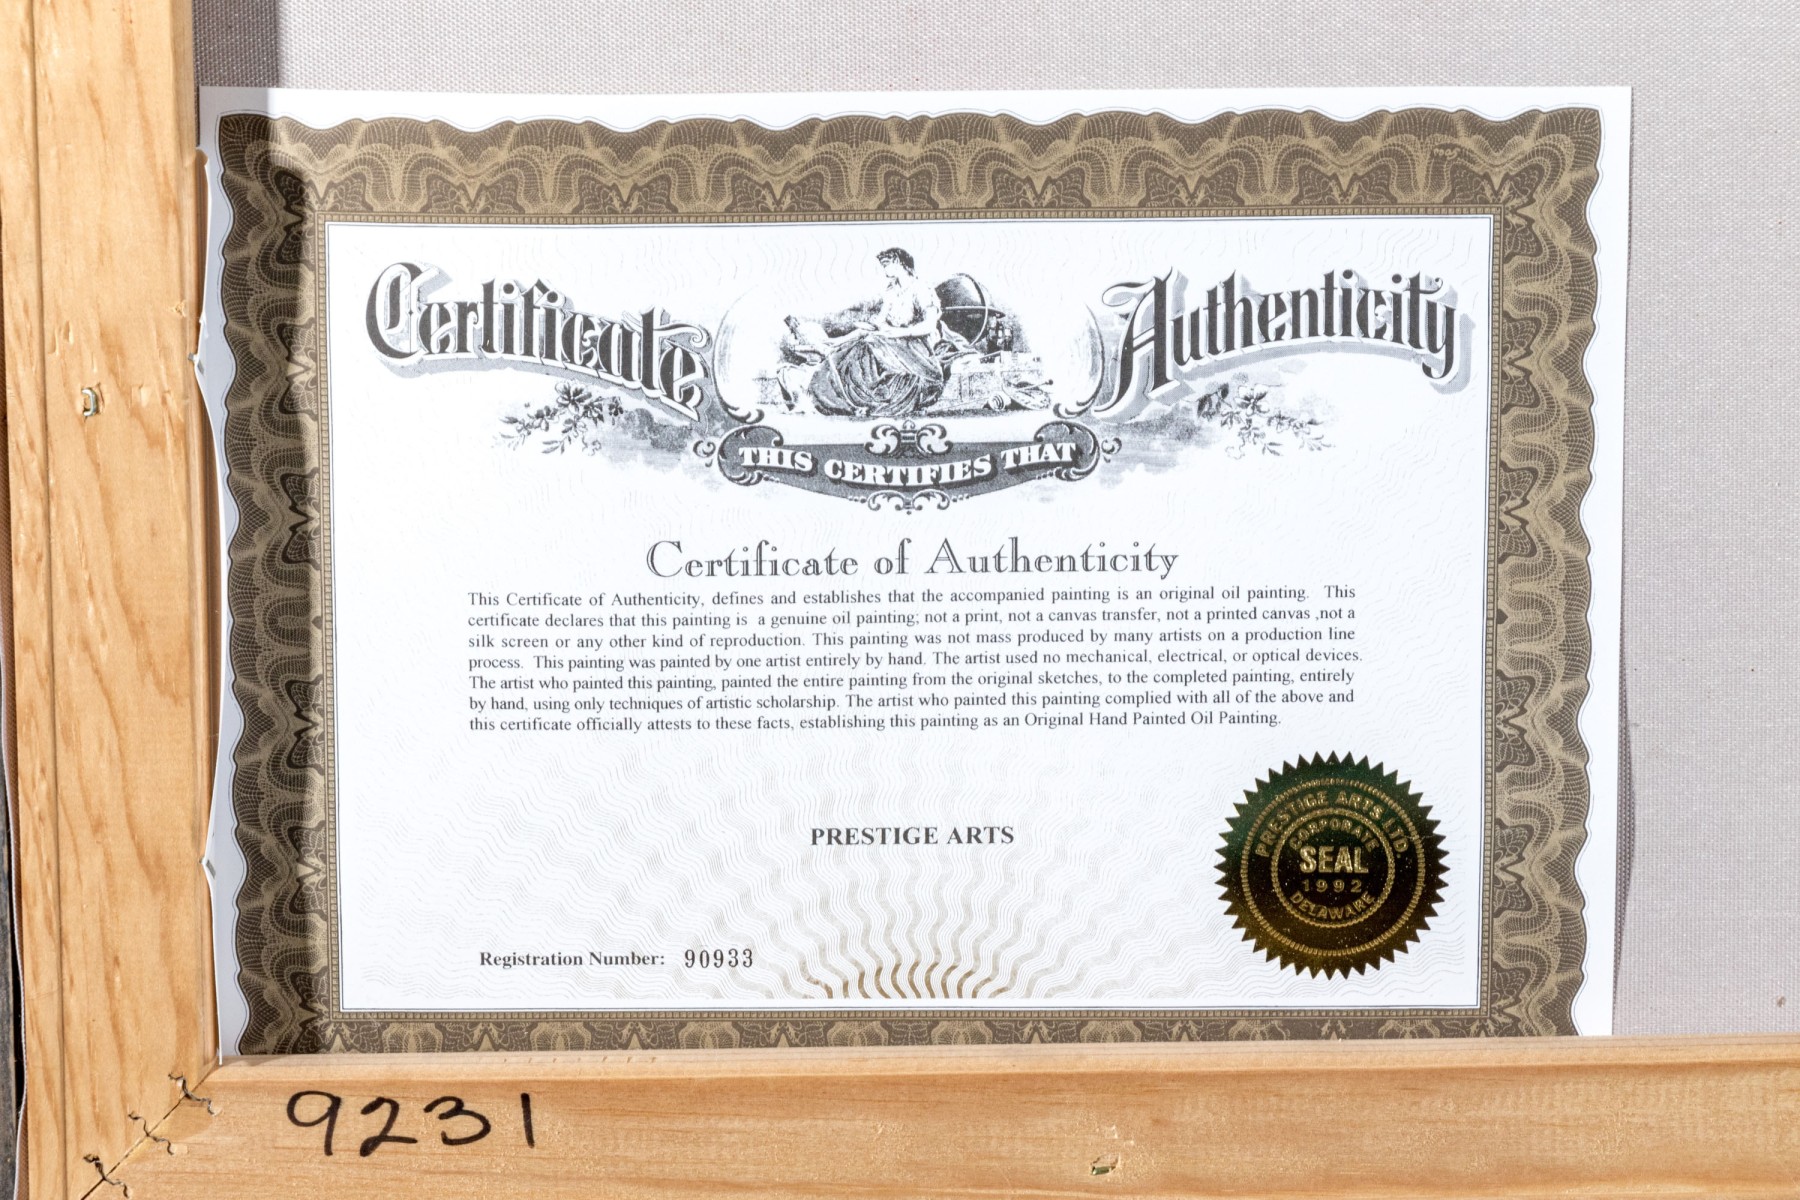 Certificate Authenticity
THIS CERTIFIES THAT
Certificate of Authenticity
This Certificate of Authenticity, defines and establishes that the accompanied painting is an original oil painting. This
certificate declares that this painting is a genuine oil painting; not a print, not a canvas transfer, not a printed canvas ,not a
silk screen or any other kind of reproduction. This painting was not mass produced by many artists on a production line
process. This painting was painted by one artist entirely by hand. The artist used no mechanical, electrical, or optical devices.
The artist who painted this painting, painted the entire painting from the original sketches, to the completed painting, entirely
by hand, using only techniques of artistic scholarship. The artist who painted this painting complied with all of the above and
this certificate officially attests to these facts, establishing this painting as an Original Hand Painted Oil Painting.
PRESTIGE ARTS
PRESTIGE ARTS LTD
CORPORATE
SEAL
1992
DELAWARE
Registration Number: 90933
9231